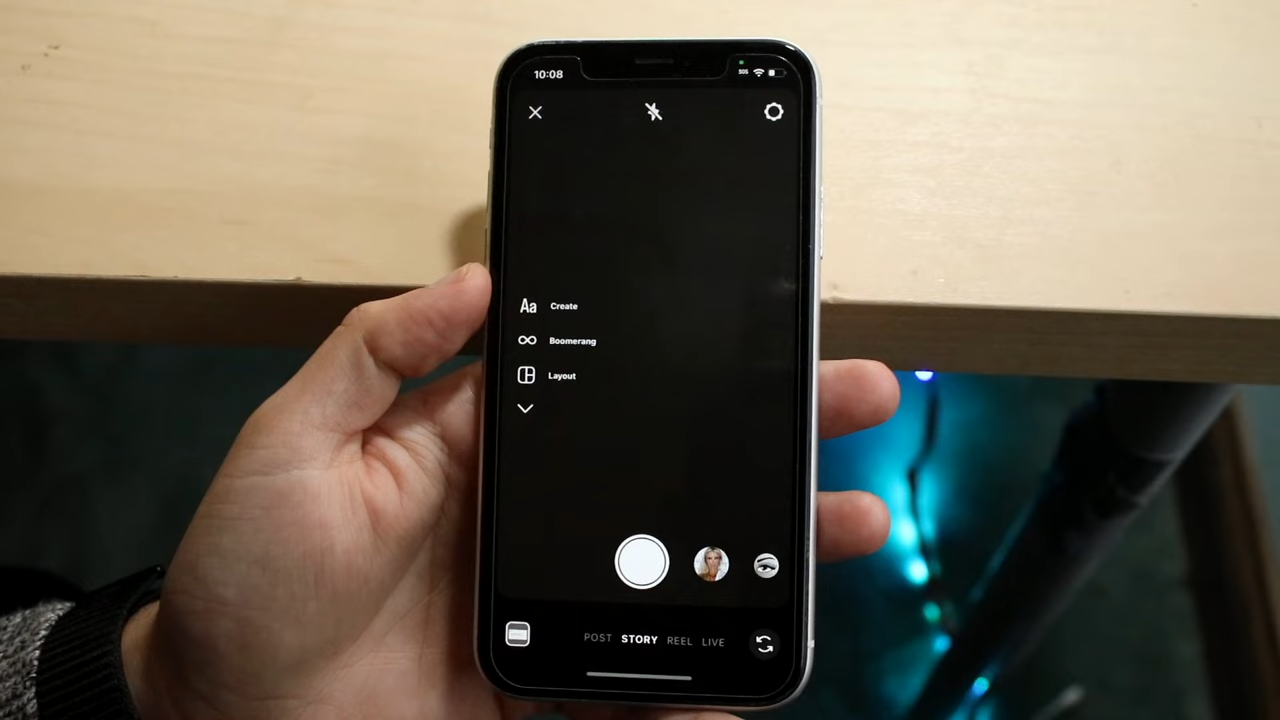 10:08
SOS
Aa Create
Boomerang
Layout
POST STORY REEL LIVE